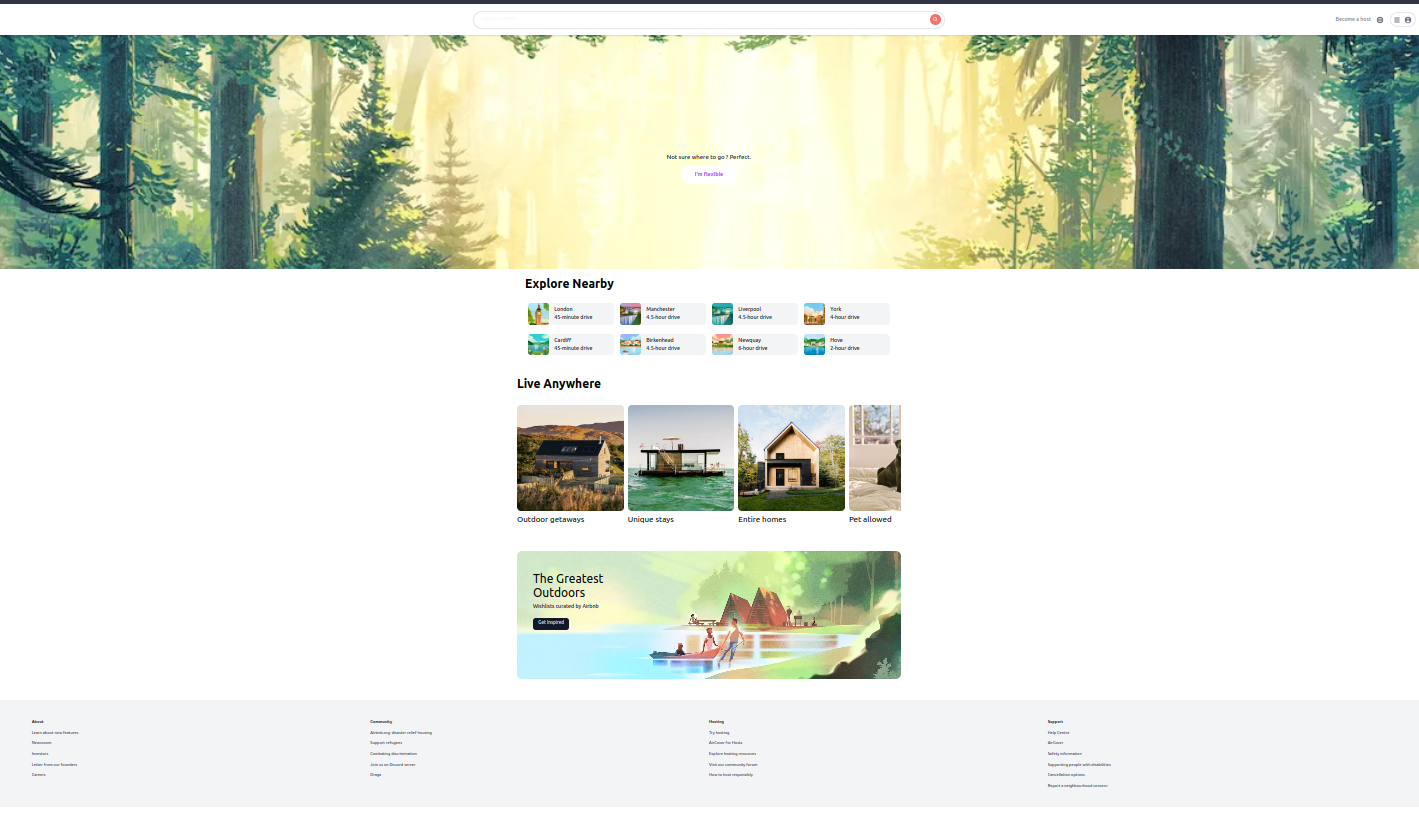 Become a host
Not sure where to go ? Perfect.
I'm flexible
Explore Nearby
London
45-minute drive
Manchester
4.5-hour drive
Liverpool
4.5-hour drive
York
4-hour drive
Cardiff
45-minute drive
Birkenhead
4.5-hour drive
Newquay
6-hour drive
Hove
2-hour drive
Live Anywhere
Outdoor getaways
Unique stays
Entire homes
Pet allowed
The Greatest
Outdoors
Wishlists curated by Airbnb
Get Inspired
About
Learn about new features
Newsroom
Investors
Letter from our founders
Careers
Community
Airbnb.org: disaster relief housing
Support refugees
Combating discrimination
Join us on Discord server
Drago
Hosting
Try hosting
AirCover for Hosts
Explore hosting resources
Visit our community forum
How to host responsibly
Support
Help Centre
AirCover
Safety information
Supporting people with disabilities
Cancellation options
Report a neighbourhood concern